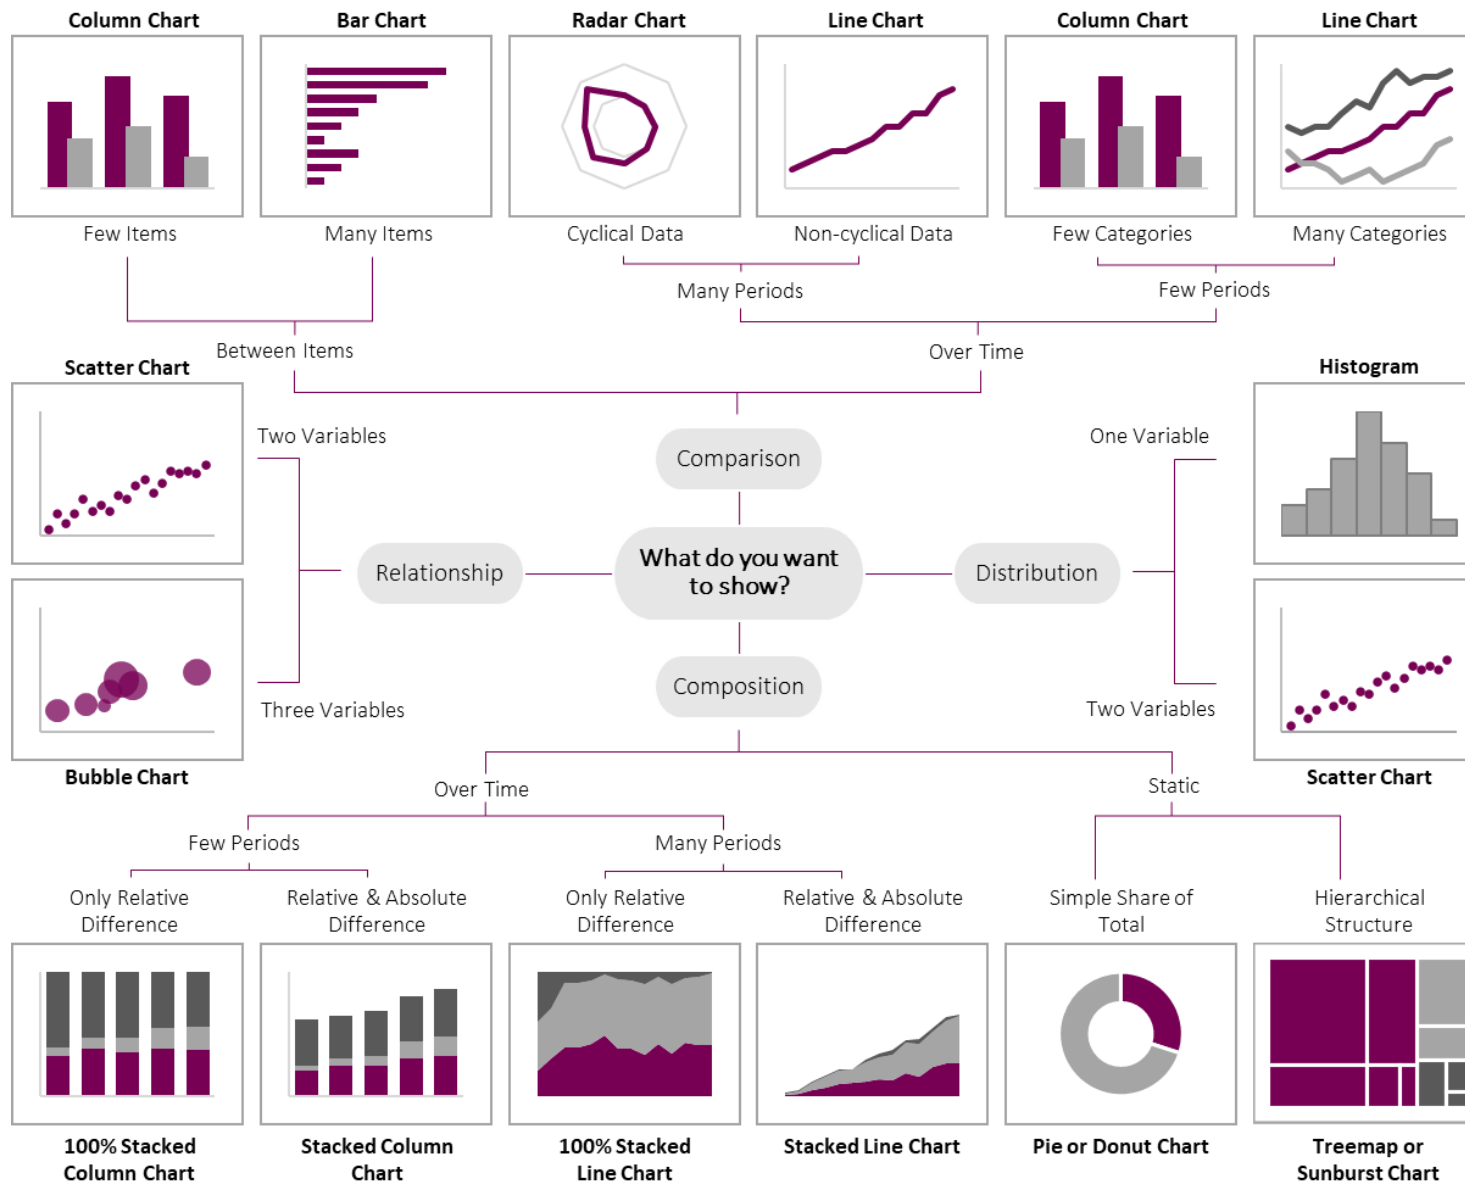 Column Chart
Bar Chart
Radar Chart
Line Chart
Column Chart
Line Chart
Few Items
Many Items
Cyclical Data
Non-cyclical Data
Few Categories
Many Categories
Many Periods
Few Periods
Between Items
Over Time
Scatter Chart
Histogram
Two Variables
One Variable
Comparison
What do you want
to show?
Relationship
Distribution
Composition
Three Variables
Two Variables
Bubble Chart
Scatter Chart
Over Time
Static
Few Periods
Many Periods
Only Relative
Difference
Relative & Absolute
Difference
Only Relative
Difference
Relative & Absolute
Difference
Simple Share of
Total
Hierarchical
Structure
100% Stacked
Column Chart
Stacked Column
Chart
100% Stacked
Line Chart
Stacked Line Chart
Pie or Donut Chart
Treemap or
Sunburst Chart